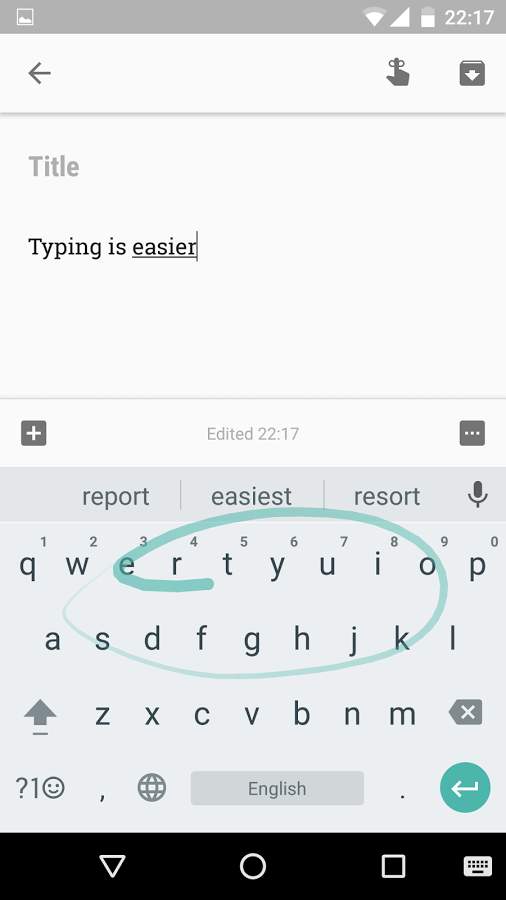 22:17
Title
Typing is easier
Edited 22:17
report easiest resort
1 2 3 4 5 6 7 8 9 0
q w e r t y u i o p
a s d f g h j k l
z x c v b n m
?1☺ , English .